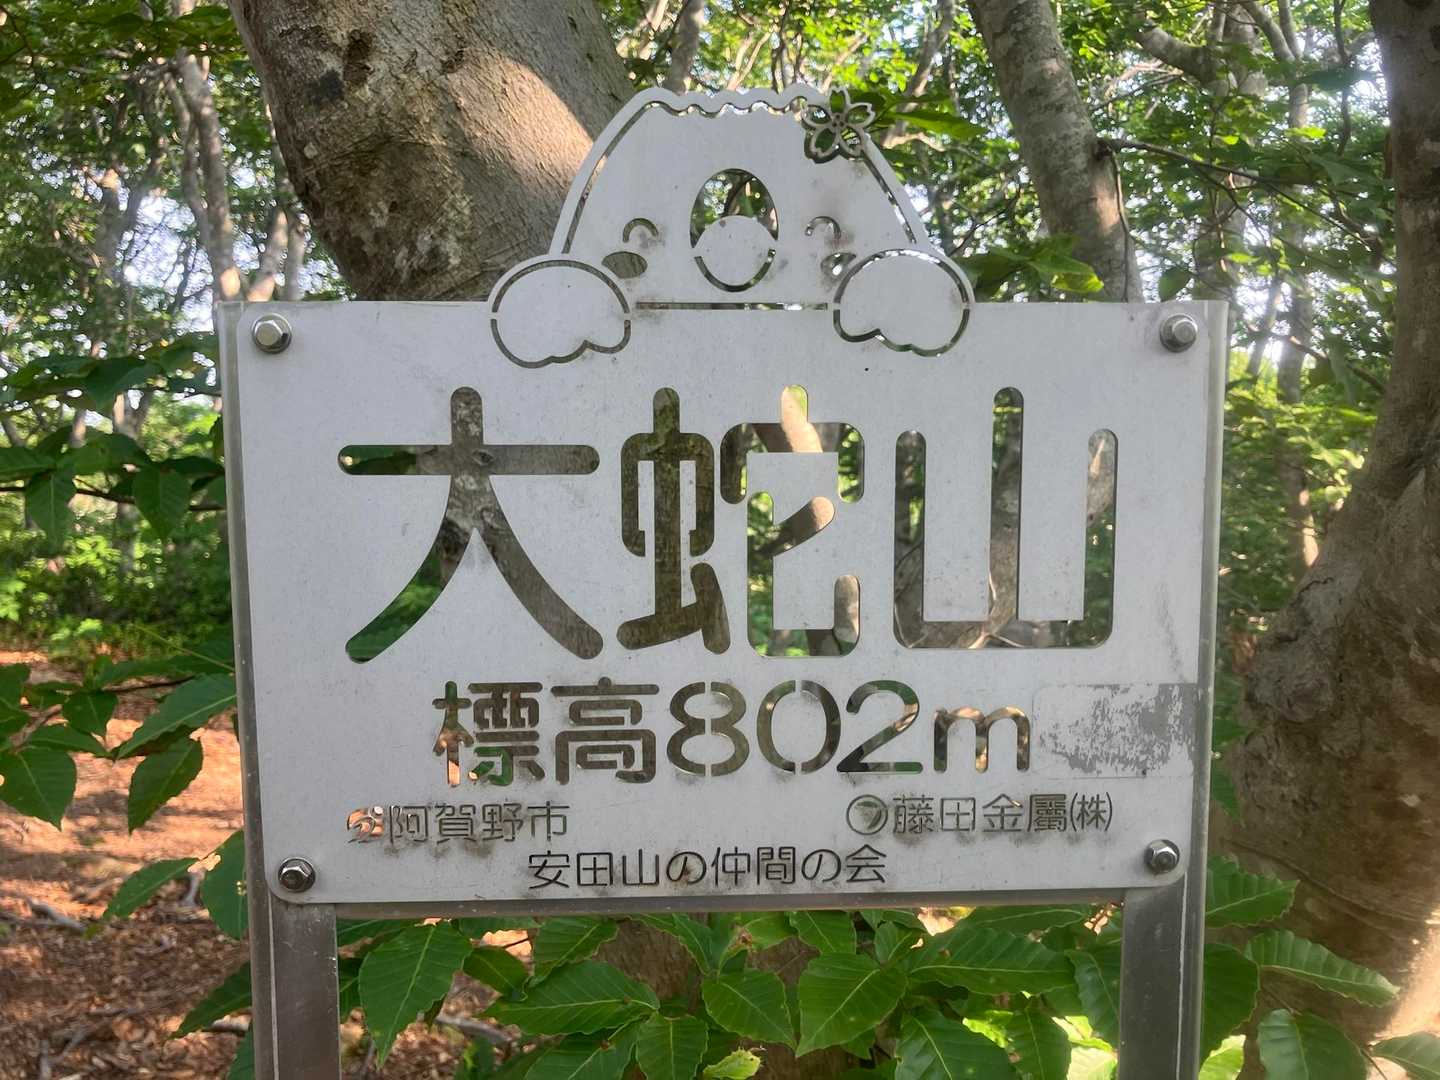 大蛇山
標高802m
阿賀野市 藤田金屬㈱
安田山の仲間の会